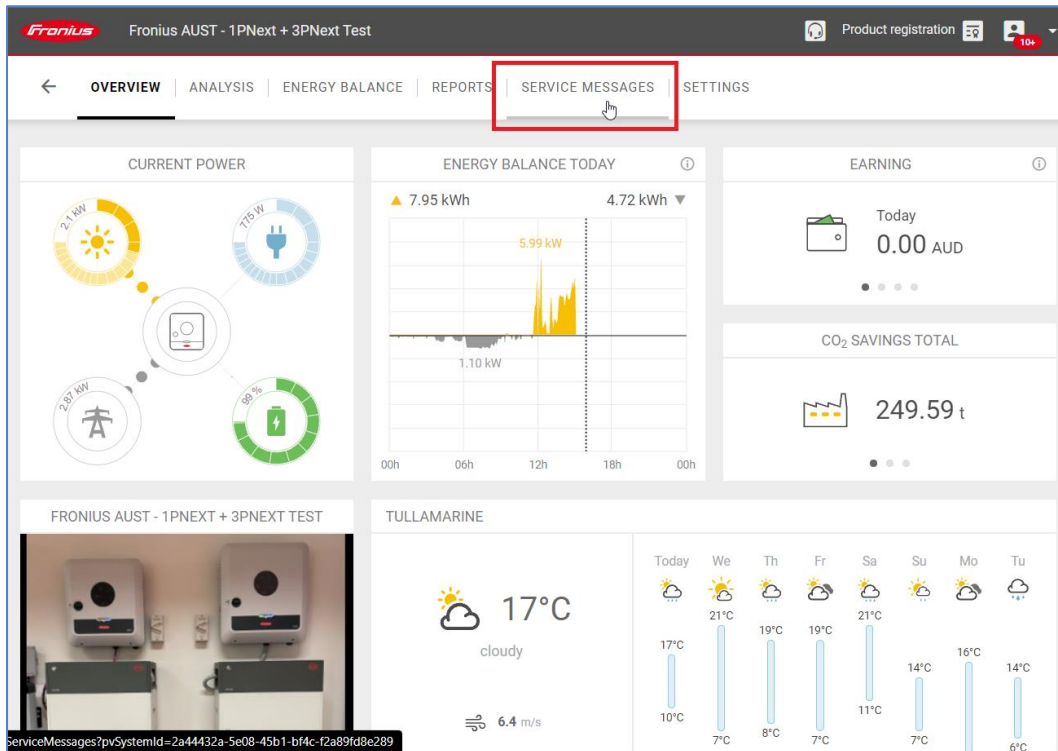 Fronius
Fronius AUST - 1PNext + 3PNext Test
Product registration
10+
OVERVIEW
ANALYSIS
ENERGY BALANCE
REPORTS
SERVICE MESSAGES
SETTINGS
CURRENT POWER
2.1 kW
775 W
2.87 kW
99 %
ENERGY BALANCE TODAY
7.95 kWh
4.72 kWh
5.99 kW
1.10 kW
00h 06h 12h 18h 00h
EARNING
Today
0.00 AUD
CO₂ SAVINGS TOTAL
249.59 t
FRONIUS AUST - 1PNEXT + 3PNEXT TEST
TULLAMARINE
17°C
cloudy
6.4 m/s
Today We Th Fr Sa Su Mo Tu
17°C 21°C 19°C 19°C 21°C 14°C 16°C 14°C
10°C 7°C 8°C 7°C 11°C 7°C 6°C
ServiceMessages?pvSystemId=2a44432a-5e08-45b1-bf4c-f2a89fd8e289